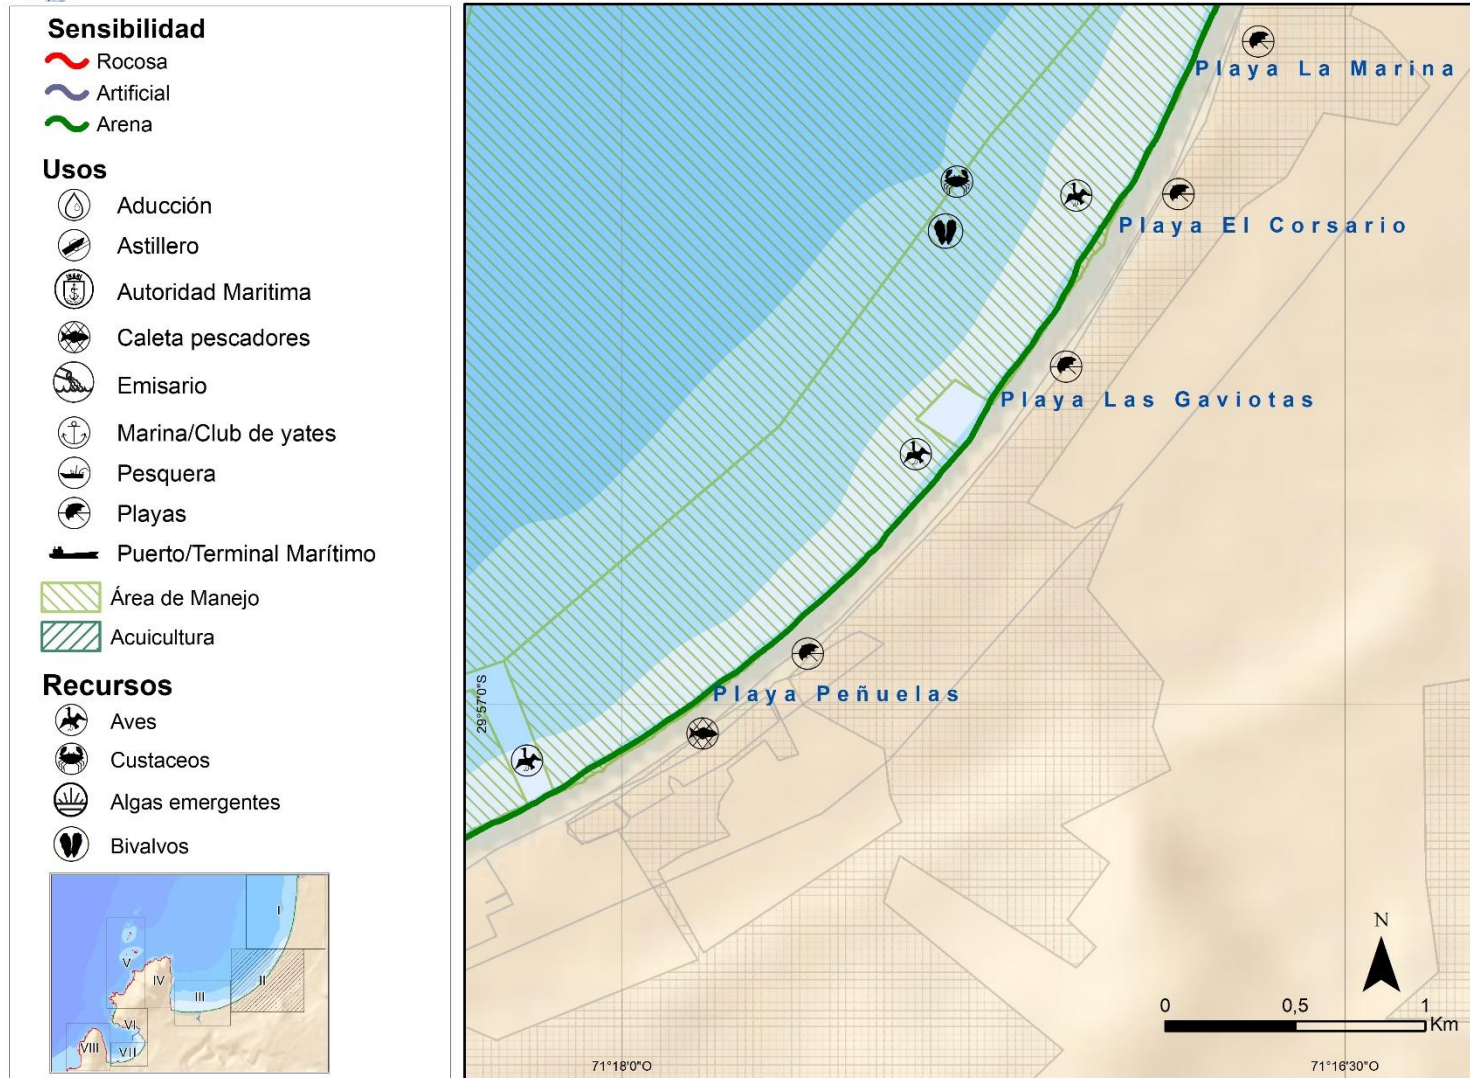 Sensibilidad
Rocosa
Artificial
Arena
Usos
Aducción
Astillero
Autoridad Maritima
Caleta pescadores
Emisario
Marina/Club de yates
Pesquera
Playas
Puerto/Terminal Marítimo
Área de Manejo
Acuicultura
Recursos
Aves
Custaceos
Algas emergentes
Bivalvos
I
II
III
IV
V
VI
VII
VIII
Playa La Marina
Playa El Corsario
Playa Las Gaviotas
Playa Peñuelas
29°57'0"S
N
0 0,5 1
Km
71°18'0"O
71°16'30"O